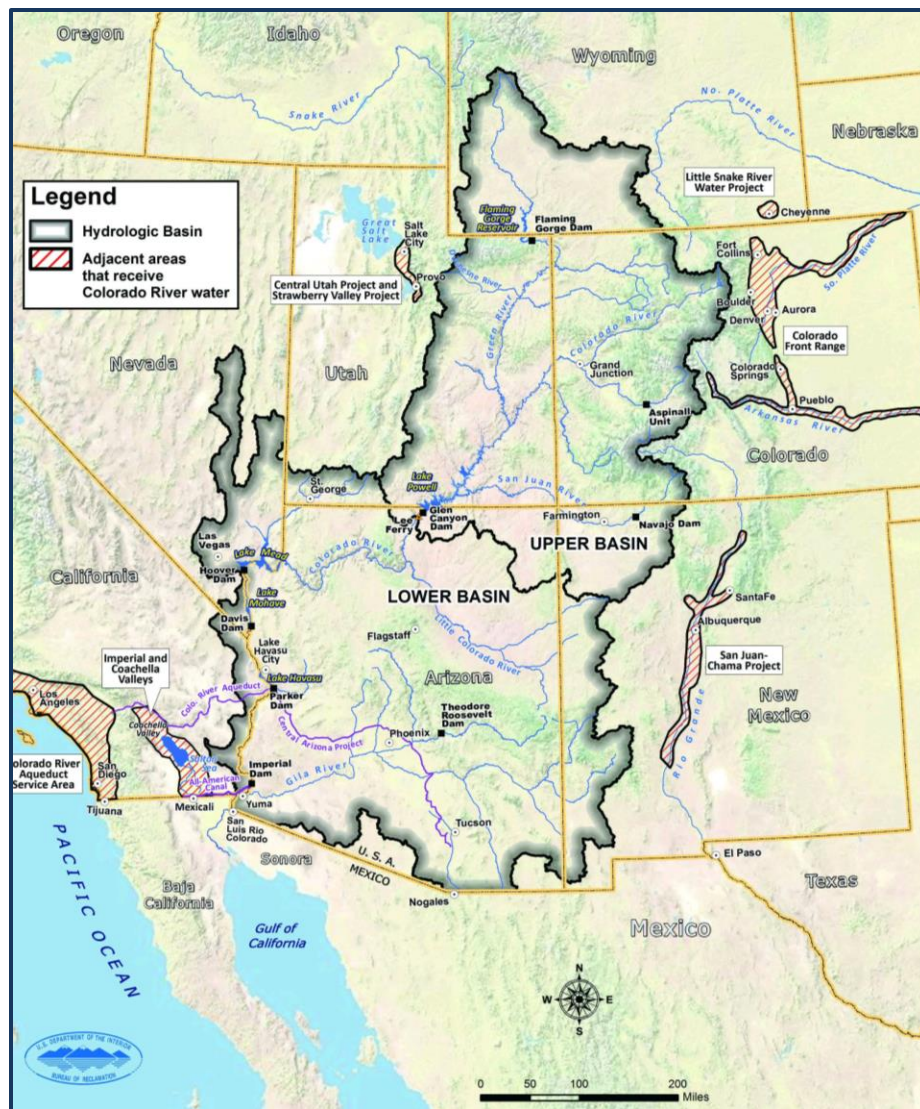 Oregon
Idaho
Wyoming
Snake River
No. Platte River
Nebraska
Legend
Hydrologic Basin
Adjacent areas
that receive
Colorado River water
Little Snake River
Water Project
Cheyenne
Flaming
Gorge
Reservoir
Flaming
Gorge Dam
Great
Salt
Lake
Salt
Lake
City
Provo
Central Utah Project and
Strawberry Valley Project
Fort
Collins
So. Platte River
Boulder
Denver
Aurora
Colorado
Front Range
Green River
Colorado River
Grand
Junction
Colorado
Springs
Pueblo
Arkansas River
Aspinall
Unit
Nevada
Utah
Colorado
St.
George
Lake
Powell
San Juan River
Lee
Ferry
Glen
Canyon
Dam
Farmington
Navajo Dam
UPPER BASIN
Las
Vegas
Lake Mead
Hoover
Dam
Colorado River
California
LOWER BASIN
Lake
Mohave
Davis
Dam
SantaFe
Albuquerque
San Juan-
Chama Project
Flagstaff
Little Colorado River
Lake
Havasu
City
Lake Havasu
Imperial and
Coachella
Valleys
Arizona
New
Mexico
Los
Angeles
Colo. River Aqueduct
Parker
Dam
Theodore
Roosevelt
Dam
Coachella
Valley
Central Arizona Project
Phoenix
Rio Grande
olorado River
Aqueduct
Service Area
San
Diego
Salton
Sea
All-American
Canal
Imperial
Dam
Gila River
Tijuana
Mexicali
Yuma
Tucson
San
Luis Rio
Colorado
Sonora
U.S.A.
MEXICO
El Paso
Texas
PACIFIC OCEAN
Baja
California
Nogales
Gulf of
California
Mexico
N
W
E
S
U.S. DEPARTMENT OF THE INTERIOR
BUREAU OF RECLAMATION
0 50 100 200
Miles